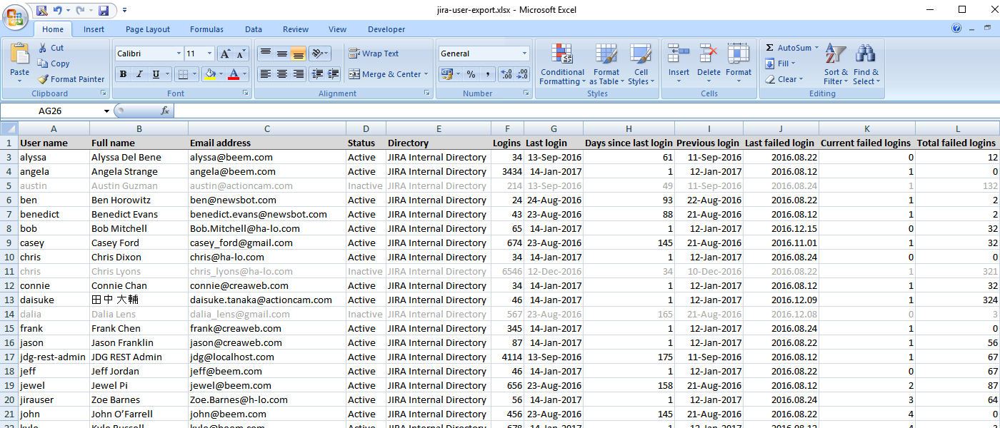 jira-user-export.xlsx - Microsoft Excel
Home Insert Page Layout Formulas Data Review View Developer
Paste Cut Copy Format Painter Clipboard
Calibri 11 B I U Font
Wrap Text Merge & Center Alignment
General % , Number
Conditional Formatting Format as Table Cell Styles Styles
Insert Delete Format Cells
Σ AutoSum Fill Clear Sort & Filter Find & Select Editing
AG26 fx
A B C D E F G H I J K L
1 User name Full name Email address Status Directory Logins Last login Days since last login Previous login Last failed login Current failed logins Total failed logins
3 alyssa Alyssa Del Bene alyssa@beem.com Active JIRA Internal Directory 34 13-Sep-2016 61 11-Sep-2016 2016.08.22 0 12
4 angela Angela Strange angela@beem.com Active JIRA Internal Directory 3434 14-Jan-2017 1 12-Jan-2017 2016.08.12 1 0
5 austin Austin Guzman austin@actioncam.com Inactive JIRA Internal Directory 214 13-Sep-2016 49 11-Sep-2016 2016.08.24 1 132
6 ben Ben Horowitz ben@newsbot.com Active JIRA Internal Directory 24 24-Aug-2016 93 22-Aug-2016 2016.08.22 1 2
7 benedict Benedict Evans benedict.evans@newsbot.com Active JIRA Internal Directory 43 23-Aug-2016 88 21-Aug-2016 2016.08.12 1 2
8 bob Bob Mitchell Bob.Mitchell@ha-lo.com Active JIRA Internal Directory 65 14-Jan-2017 1 12-Jan-2017 2016.12.15 0 32
9 casey Casey Ford casey_ford@gmail.com Active JIRA Internal Directory 674 23-Aug-2016 145 21-Aug-2016 2016.11.01 1 32
10 chris Chris Dixon chris@ha-lo.com Active JIRA Internal Directory 34 14-Jan-2017 1 12-Jan-2017 2016.08.24 0 0
11 chris Chris Lyons chris_lyons@ha-lo.com Inactive JIRA Internal Directory 6546 12-Dec-2016 34 10-Dec-2016 2016.08.22 1 321
12 connie Connie Chan connie@creaweb.com Active JIRA Internal Directory 34 14-Jan-2017 1 12-Jan-2017 2016.08.12 1 32
13 daisuke 田中 大輔 daisuke.tanaka@actioncam.com Active JIRA Internal Directory 46 14-Jan-2017 1 12-Jan-2017 2016.12.09 1 324
14 dalia Dalia Lens dalia_lens@gmail.com Inactive JIRA Internal Directory 567 23-Aug-2016 165 21-Aug-2016 2016.12.08 0 3
15 frank Frank Chen frank@creaweb.com Active JIRA Internal Directory 345 14-Jan-2017 1 12-Jan-2017 2016.08.24 1 0
16 jason Jason Franklin jason@creaweb.com Active JIRA Internal Directory 87 14-Jan-2017 1 12-Jan-2017 2016.08.22 1 56
17 jdg-rest-admin JDG REST Admin jdg@localhost.com Active JIRA Internal Directory 4114 13-Sep-2016 175 11-Sep-2016 2016.08.12 1 67
18 jeff Jeff Jordan jeff@beem.com Active JIRA Internal Directory 46 14-Jan-2017 1 12-Jan-2017 2016.08.22 0 67
19 jewel Jewel Pi jewel@beem.com Active JIRA Internal Directory 656 23-Aug-2016 158 21-Aug-2016 2016.08.12 2 87
20 jirauser Zoe Barnes Zoe.Barnes@h-lo.com Active JIRA Internal Directory 56 14-Jan-2017 1 12-Jan-2017 2016.08.24 3 64
21 john John O’Farrell john@beem.com Active JIRA Internal Directory 456 23-Aug-2016 145 21-Aug-2016 2016.08.22 4 0